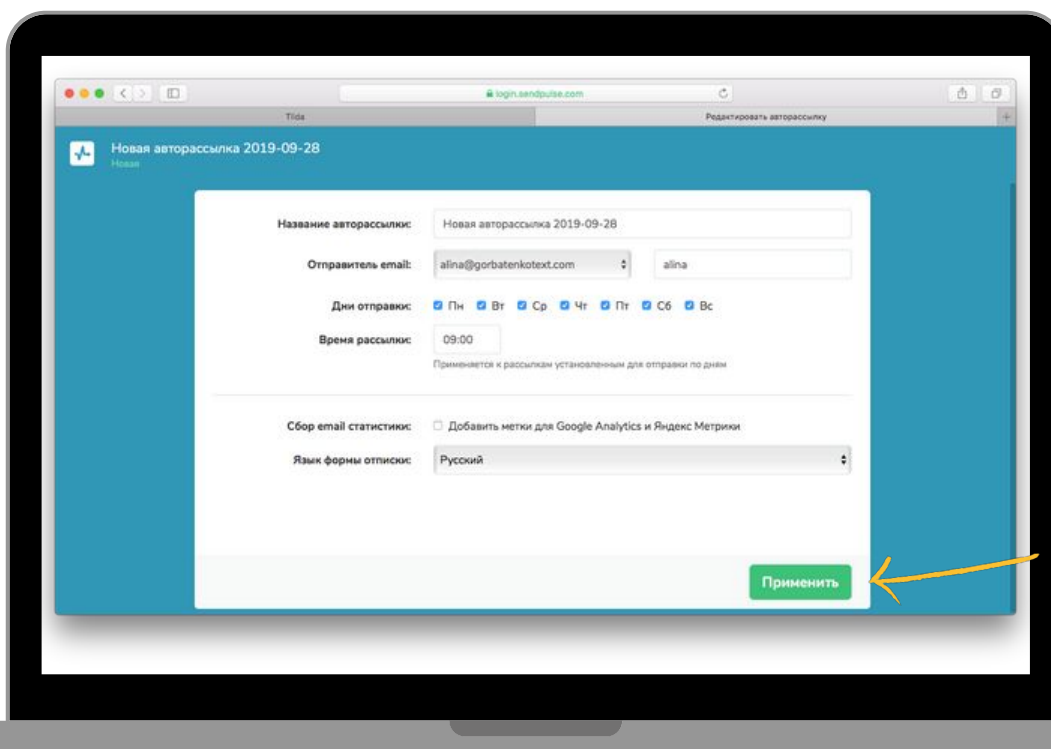 login.sendpulse.com
Tilda
Редактировать авторассылку
Новая авторассылка 2019-09-28
Новая
Название авторассылки: Новая авторассылка 2019-09-28
Отправитель email: alina@gorbatenkotext.com alina
Дни отправки: Пн Вт Ср Чт Пт Сб Вс
Время рассылки: 09:00
Применяется к рассылкам установленным для отправки по дням
Сбор email статистики: Добавить метки для Google Analytics и Яндекс Метрики
Язык формы отписки: Русский
Применить